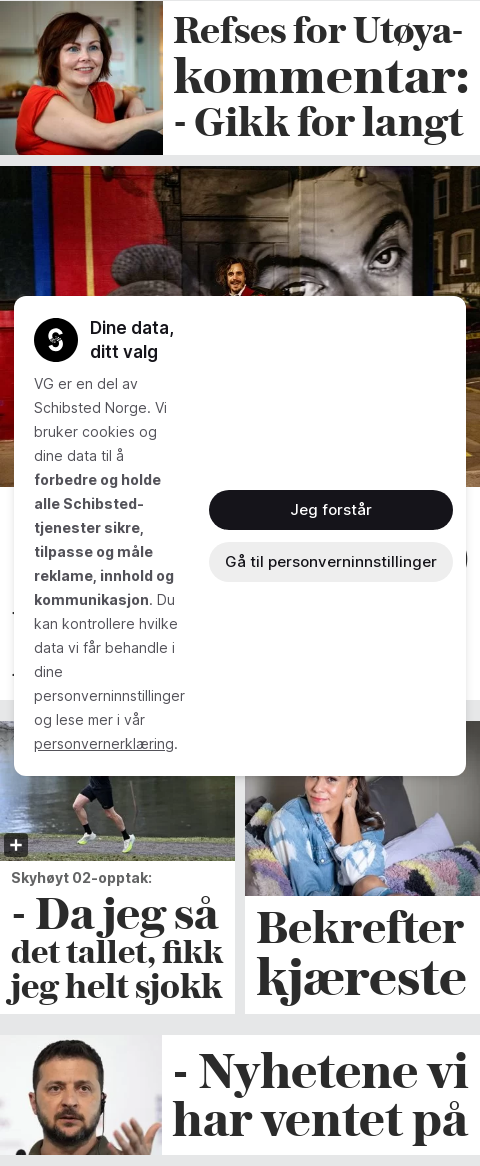 Refses for Utøya-
kommentar:
- Gikk for langt
Dine data,
ditt valg
VG er en del av
Schibsted Norge. Vi
bruker cookies og
dine data til å
forbedre og holde
alle Schibsted-
tjenester sikre,
tilpasse og måle
reklame, innhold og
kommunikasjon. Du
kan kontrollere hvilke
data vi får behandle i
dine
personverninnstillinger
og lese mer i vår
personvernerklæring.
Jeg forstår
Gå til personverninnstillinger
Skyhøyt 02-opptak:
- Da jeg så
det tallet, fikk
jeg helt sjokk
Bekrefter
kjæreste
- Nyhetene vi
har ventet på